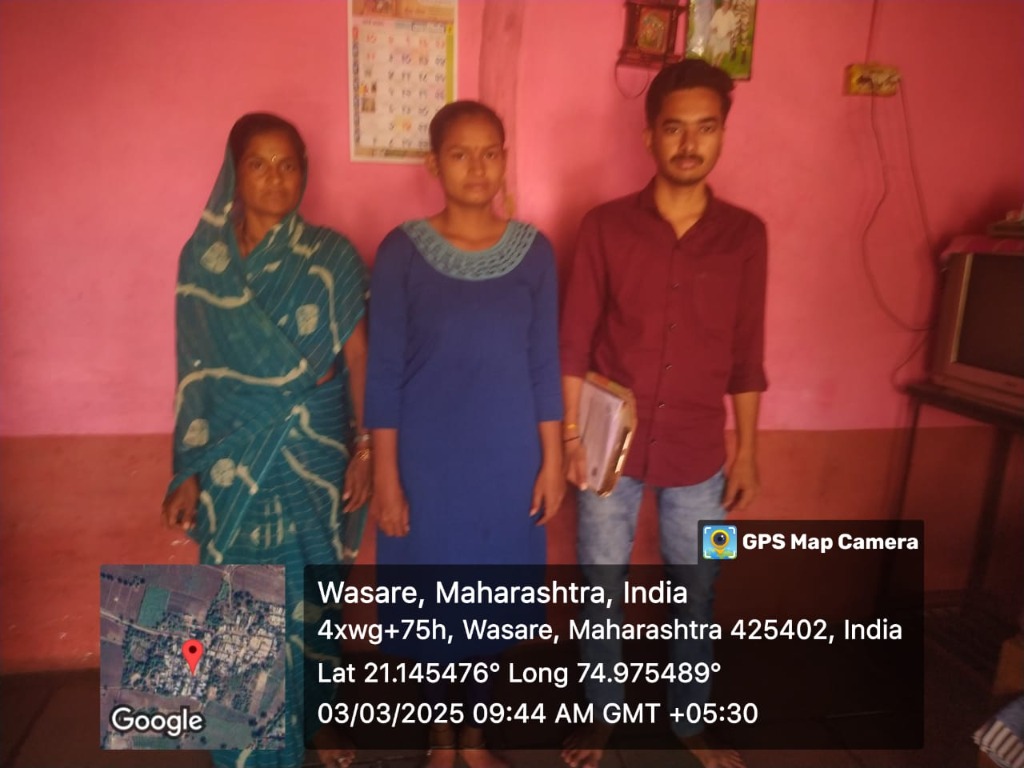 GPS Map Camera
Wasare, Maharashtra, India
4xwg+75h, Wasare, Maharashtra 425402, India
Lat 21.145476° Long 74.975489°
03/03/2025 09:44 AM GMT +05:30
Google